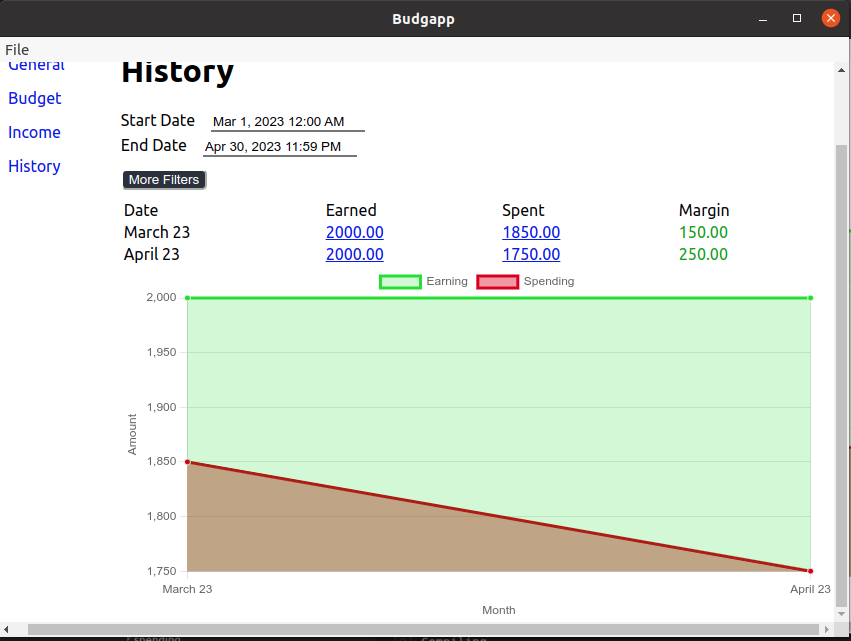 Budgapp
File
General
Budget
Income
History
History
Start Date Mar 1, 2023 12:00 AM
End Date Apr 30, 2023 11:59 PM
More Filters
Date Earned Spent Margin
March 23 2000.00 1850.00 150.00
April 23 2000.00 1750.00 250.00
Earning Spending
2,000
1,950
1,900
1,850
1,800
1,750
Amount
March 23 April 23
Month